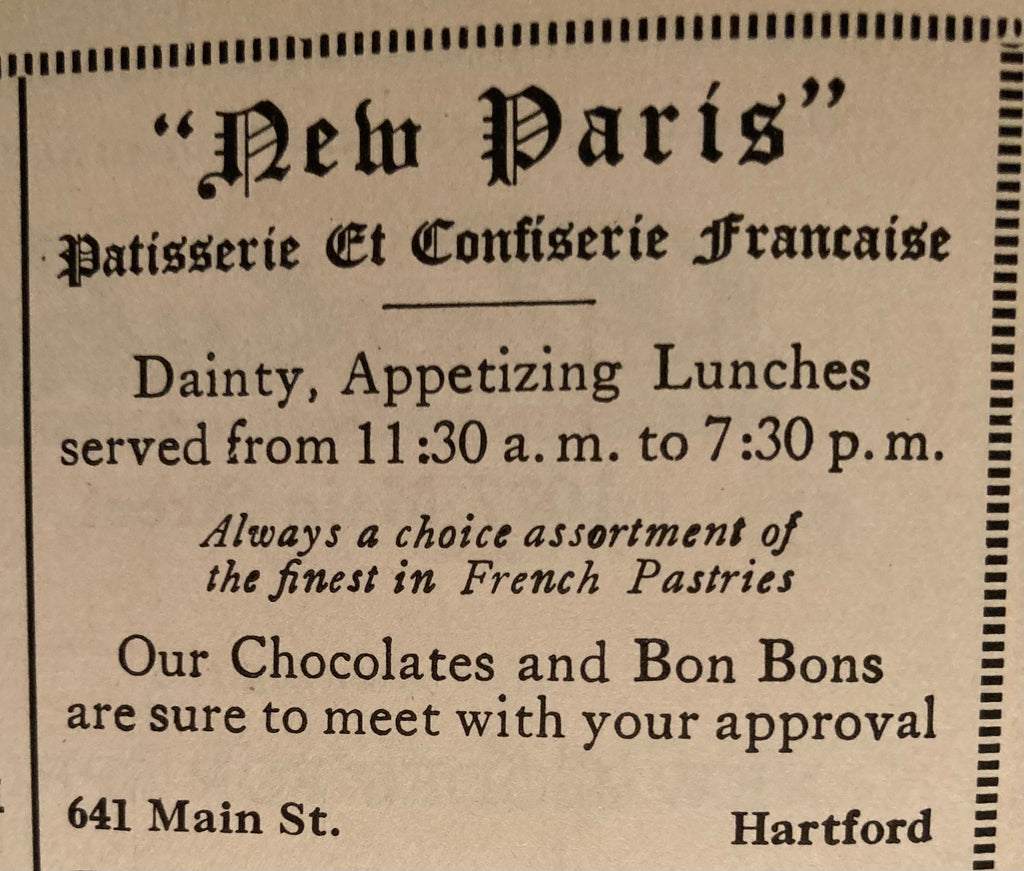 “New Paris”
Patisserie Et Confiserie Francaise
Dainty, Appetizing Lunches
served from 11:30 a. m. to 7:30 p. m.
Always a choice assortment of
the finest in French Pastries
Our Chocolates and Bon Bons
are sure to meet with your approval
641 Main St. Hartford